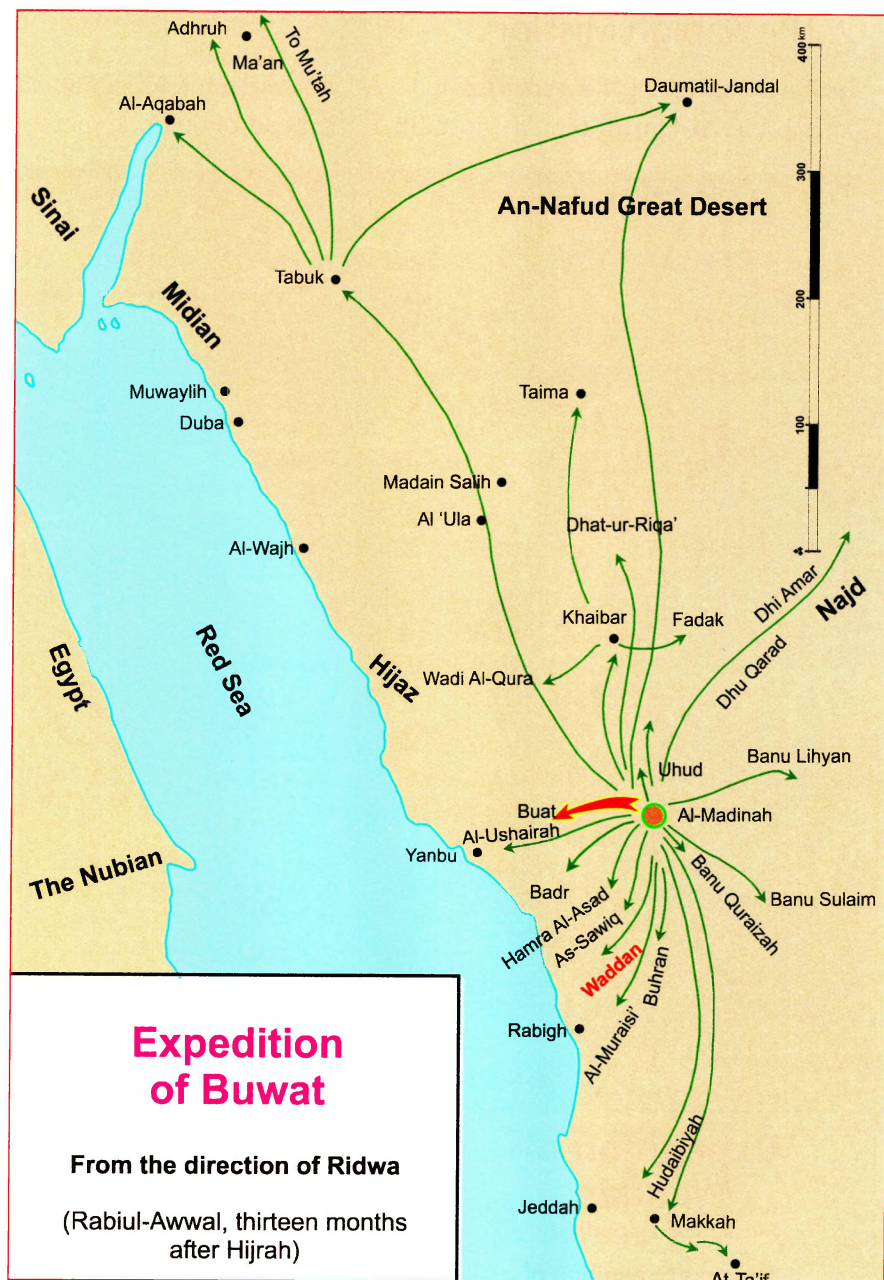 Adhruh
Ma'an
To Mu'tah
Al-Aqabah
Daumatil-Jandal
400 km
300
200
100
Sinai
An-Nafud Great Desert
Tabuk
Midian
Muwaylih
Duba
Taima
Madain Salih
Al 'Ula
Dhat-ur-Riqa'
Al-Wajh
Khaibar
Fadak
Dhi Amar
Najd
Dhu Qarad
Wadi Al-Qura
Hijaz
Red Sea
Egypt
Uhud
Banu Lihyan
Buat
Al-Madinah
Al-Ushairah
Yanbu
The Nubian
Badr
Banu Quraizah
Banu Sulaim
Hamra Al-Asad
As-Sawiq
Waddan
Buhran
Al-Muraisi'
Rabigh
Hudaibiyah
Jeddah
Makkah
At-Ta'if
Expedition
of Buwat
From the direction of Ridwa
(Rabiul-Awwal, thirteen months
after Hijrah)